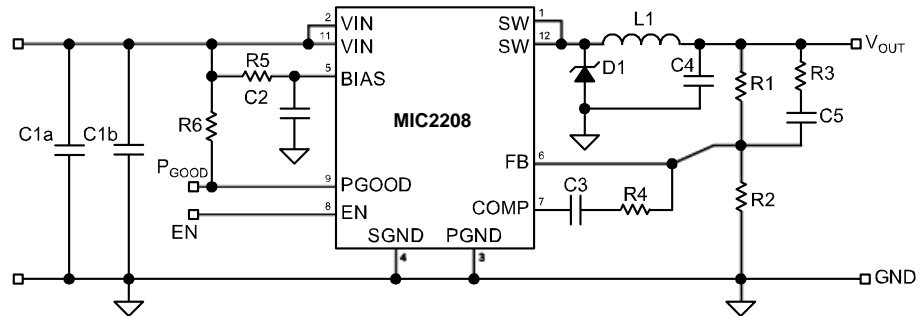 2
VIN
11
VIN
R5
5
BIAS
C2
R6
C1a
C1b
P_GOOD
9
PGOOD
8
EN
EN
MIC2208
SGND
PGND
4
3
1
SW
12
SW
L1
D1
C4
R1
R3
C5
V_OUT
6
FB
C3
R4
7
COMP
R2
GND